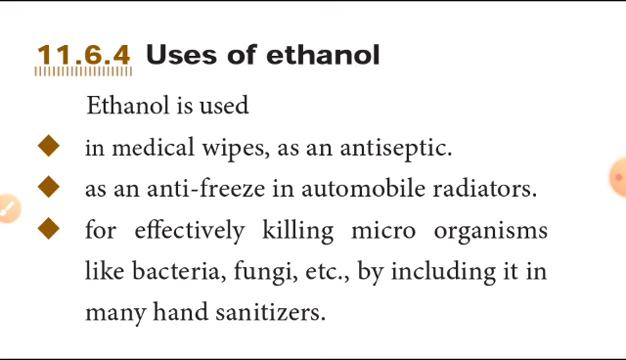 11.6.4 Uses of ethanol
Ethanol is used
◆ in medical wipes, as an antiseptic.
◆ as an anti-freeze in automobile radiators.
◆ for effectively killing micro organisms
like bacteria, fungi, etc., by including it in
many hand sanitizers.